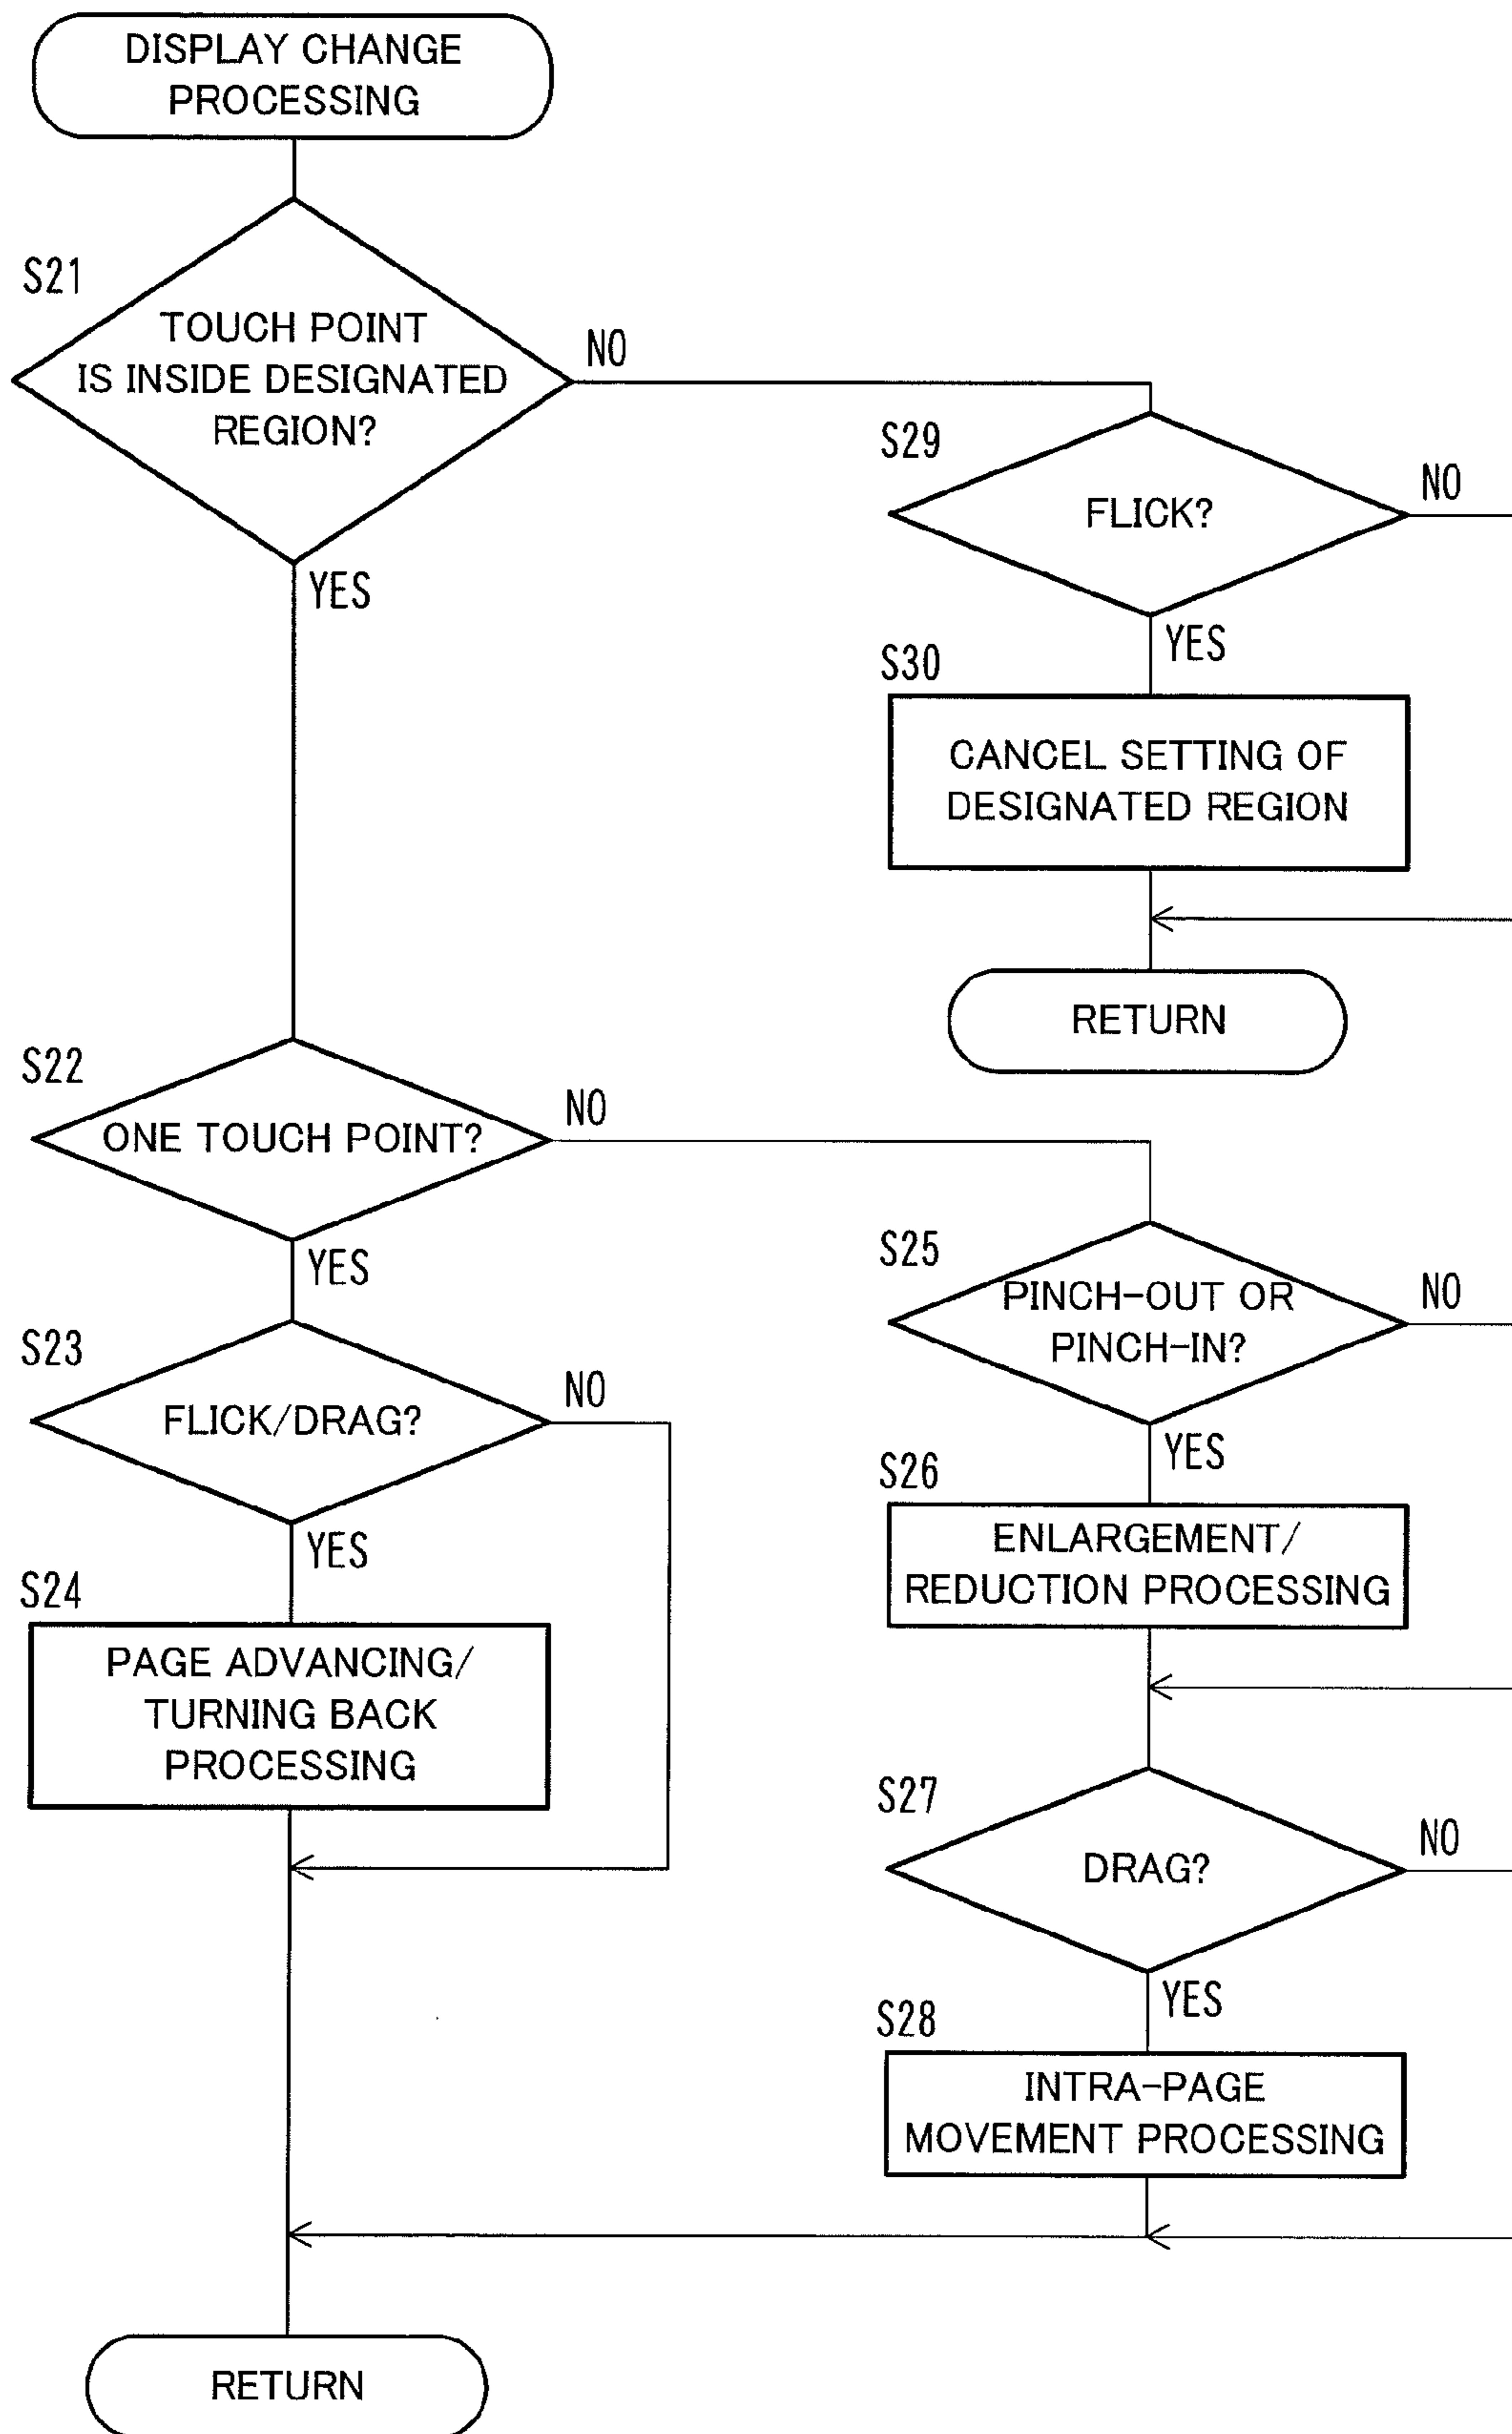 DISPLAY CHANGE
PROCESSING
S21
TOUCH POINT
IS INSIDE DESIGNATED
REGION?
NO
YES
S29
FLICK?
NO
YES
S30
CANCEL SETTING OF
DESIGNATED REGION
RETURN
S22
ONE TOUCH POINT?
NO
YES
S23
FLICK/DRAG?
NO
YES
S24
PAGE ADVANCING/
TURNING BACK
PROCESSING
S25
PINCH-OUT OR
PINCH-IN?
NO
YES
S26
ENLARGEMENT/
REDUCTION PROCESSING
S27
DRAG?
NO
YES
S28
INTRA-PAGE
MOVEMENT PROCESSING
RETURN